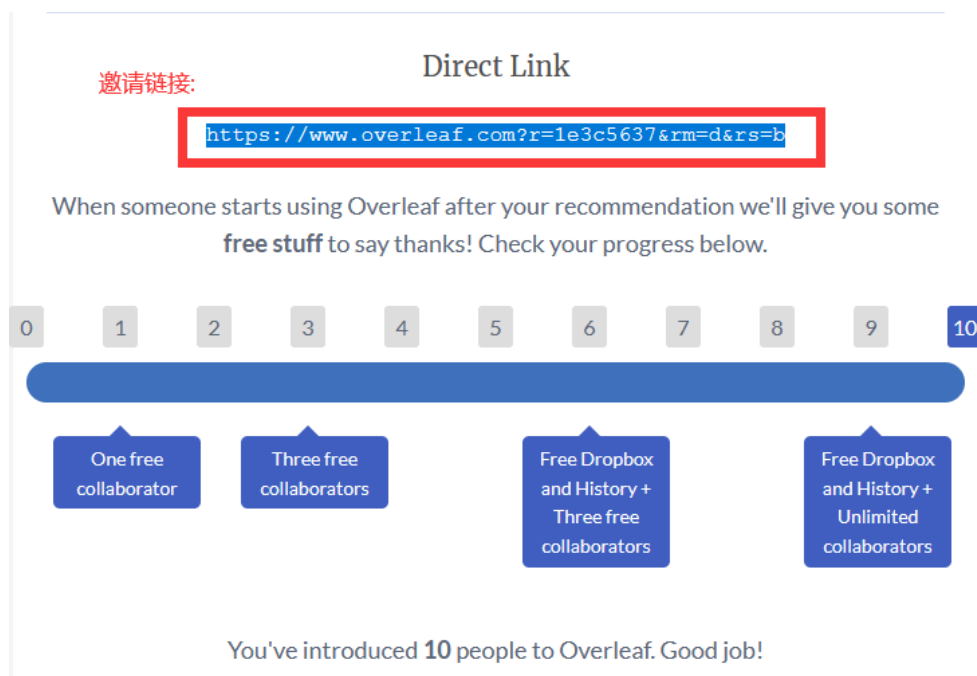 Direct Link
邀请链接:
https://www.overleaf.com?r=1e3c5637&rm=d&rs=b
When someone starts using Overleaf after your recommendation we'll give you some
free stuff to say thanks! Check your progress below.
0 1 2 3 4 5 6 7 8 9 10
One free
collaborator
Three free
collaborators
Free Dropbox
and History +
Three free
collaborators
Free Dropbox
and History +
Unlimited
collaborators
You've introduced 10 people to Overleaf. Good job!